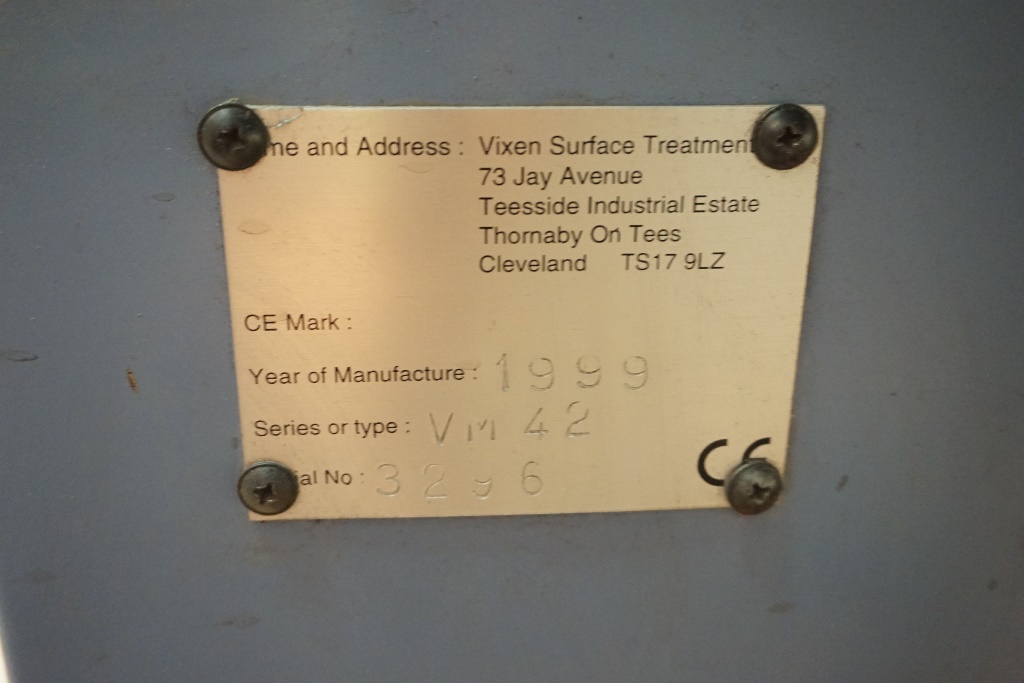 me and Address : Vixen Surface Treatmen
73 Jay Avenue
Teesside Industrial Estate
Thornaby On Tees
Cleveland TS17 9LZ
CE Mark :
Year of Manufacture : 1999
Series or type : VM 42
ial No : 3296
CE